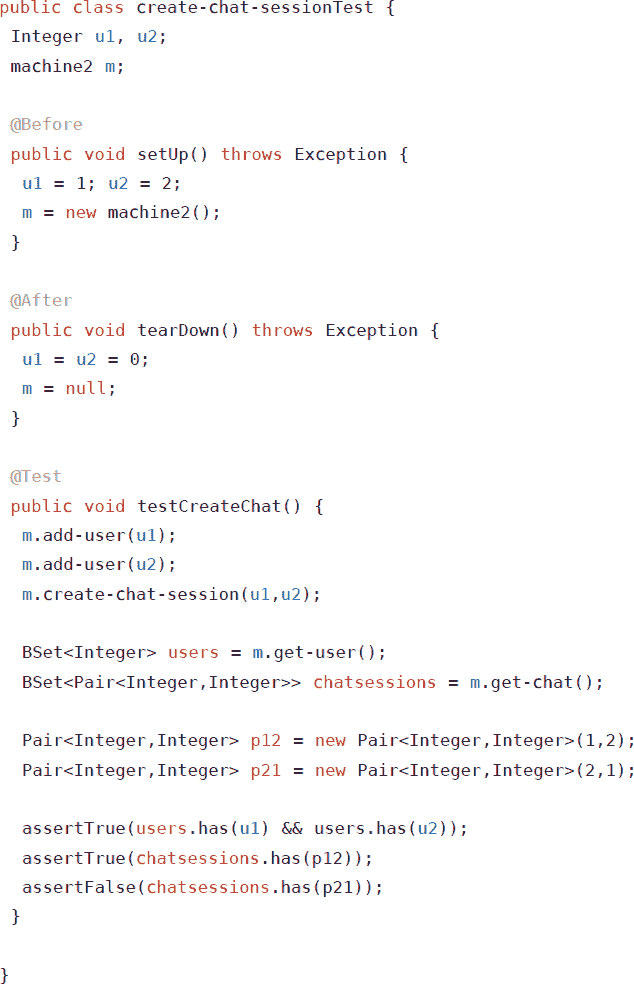 public class create-chat-sessionTest {
Integer u1, u2;
machine2 m;
@Before
public void setUp() throws Exception {
u1 = 1; u2 = 2;
m = new machine2();
}
@After
public void tearDown() throws Exception {
u1 = u2 = 0;
m = null;
}
@Test
public void testCreateChat() {
m.add-user(u1);
m.add-user(u2);
m.create-chat-session(u1,u2);
BSet<Integer> users = m.get-user();
BSet<Pair<Integer,Integer>> chatsessions = m.get-chat();
Pair<Integer,Integer> p12 = new Pair<Integer,Integer>(1,2);
Pair<Integer,Integer> p21 = new Pair<Integer,Integer>(2,1);
assertTrue(users.has(u1) && users.has(u2));
assertTrue(chatsessions.has(p12));
assertFalse(chatsessions.has(p21));
}
}